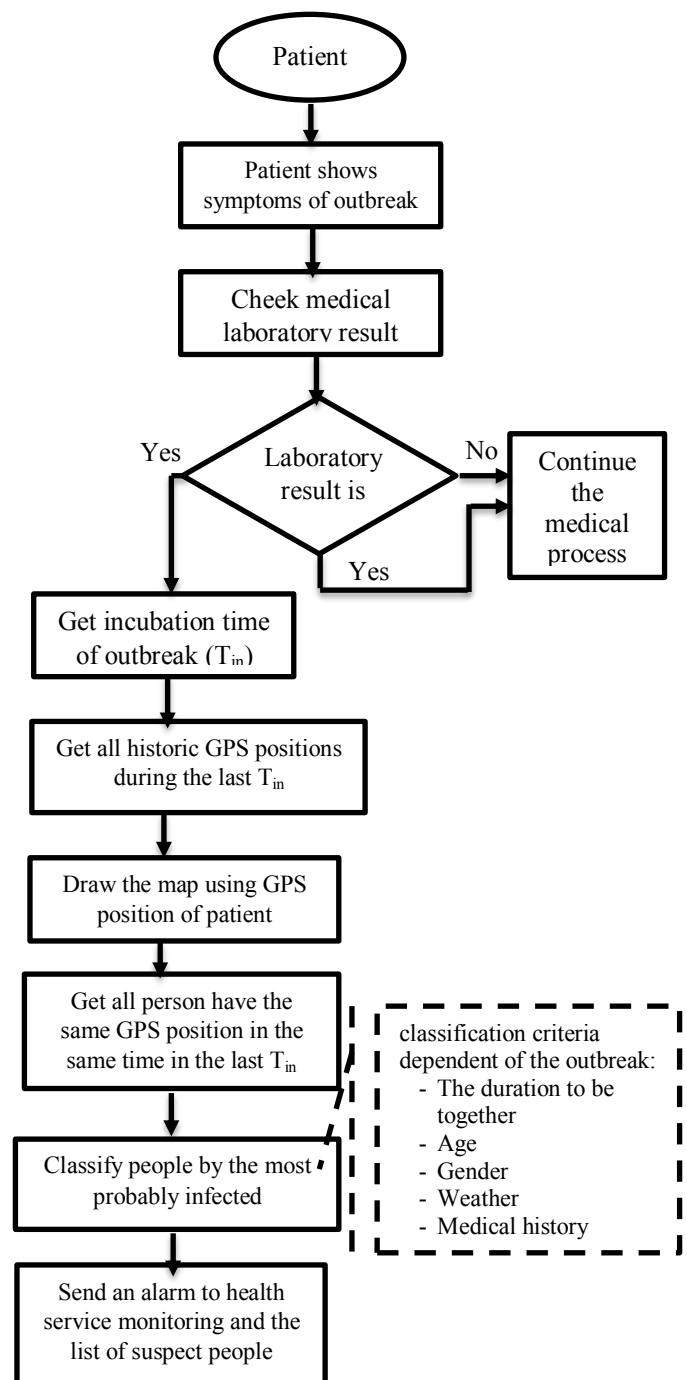 Patient
Patient shows
symptoms of outbreak
Cheek medical
laboratory result
Yes
Laboratory
result is
No
Continue
the
medical
process
Yes
Get incubation time
of outbreak (Tin)
Get all historic GPS positions
during the last Tin
Draw the map using GPS
position of patient
Get all person have the
same GPS position in the
same time in the last Tin
classification criteria
dependent of the outbreak:
- The duration to be
together
- Age
- Gender
- Weather
- Medical history
Classify people by the most
probably infected
Send an alarm to health
service monitoring and the
list of suspect people